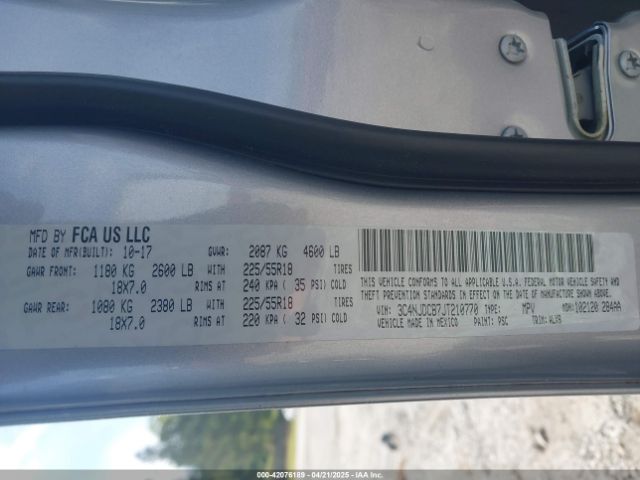 MFD BY FCA US LLC
DATE OF MFR(BUILT): 10-17 GVWR: 2087 KG 4600 LB
GAWR FRONT: 1180 KG 2600 LB WITH 225/55R18 TIRES
18X7.0 RIMS AT 240 KPA ( 35 PSI) COLD
GAWR REAR: 1080 KG 2380 LB WITH 225/55R18 TIRES
18X7.0 RIMS AT 220 KPA ( 32 PSI) COLD
THIS VEHICLE CONFORMS TO ALL APPLICABLE U.S.A. FEDERAL MOTOR VEHICLE SAFETY AND
THEFT PREVENTION STANDARDS IN EFFECT ON THE DATE OF MANUFACTURE SHOWN ABOVE.
VIN: 3C4NJDCB7JT210770 TYPE: MPV MDH: 102120 284AA
VEHICLE MADE IN MEXICO PAINT: PSC TRIM:
000-42076189 - 04/21/2025 - IAA